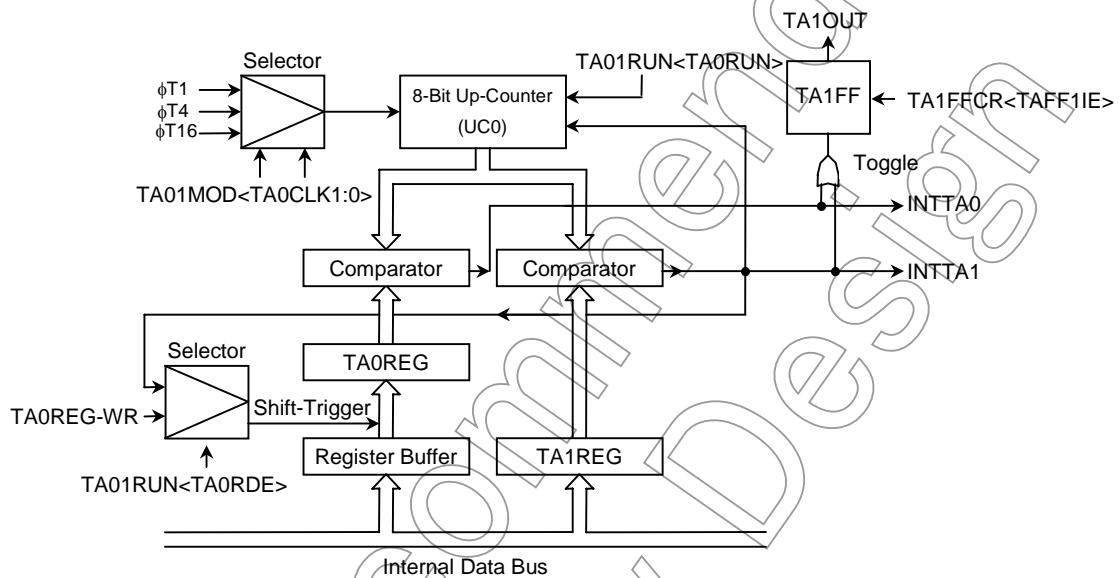 TA1OUT
Selector
TA01RUN<TA0RUN>
ϕT1
ϕT4
ϕT16
8-Bit Up-Counter
(UC0)
TA1FF
TA1FFCR<TAFF1IE>
Toggle
TA01MOD<TA0CLK1:0>
INTTA0
Comparator
Comparator
INTTA1
Selector
TA0REG
TA0REG-WR
Shift-Trigger
Register Buffer
TA1REG
TA01RUN<TA0RDE>
Internal Data Bus